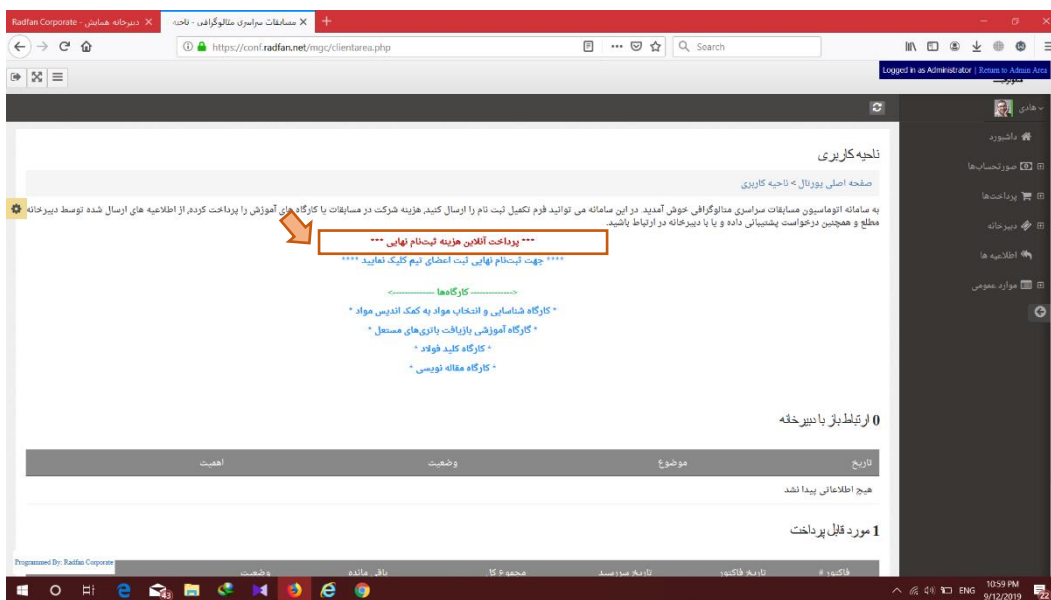 Radfan Corporate - دبیرخانه همایش
مسابقات سراسری متالوگرافی - ناحیه
https://conf.radfan.net/mgc/clientarea.php
Search
Logged in as Administrator | Return to Admin Area
هادی
داشبورد
صورتحساب‌ها
پرداخت‌ها
دبیرخانه
اطلاعیه ها
موارد عمومی
ناحیه کاربری
صفحه اصلی پورتال > ناحیه کاربری
به سامانه اتوماسیون مسابقات سراسری متالوگرافی خوش آمدید. در این سامانه می توانید فرم تکمیل ثبت نام را ارسال کنید, هزینه شرکت در مسابقات یا کارگاه های آموزش را پرداخت کرده, از اطلاعیه های ارسال شده توسط دبیرخانه
مطلع و همچنین درخواست پشتیبانی داده و یا با دبیرخانه در ارتباط باشید.
*** پرداخت آنلاین هزینه ثبت‌نام نهایی ***
**** جهت ثبت‌نام نهایی ثبت اعضای تیم کلیک نمایید ****
<-------------- کارگاه‌ها -------------->
* کارگاه شناسایی و انتخاب مواد به کمک اندیس مواد *
* گارگاه آموزشی بازیافت باتری‌های مستعل *
* کارگاه کلید فولاد *
* کارگاه مقاله نویسی *
0 ارتباط باز با دبیرخانه
تاریخ موضوع وضعیت اهمیت
هیچ اطلاعاتی پیدا نشد
1 مورد قابل پرداخت
فاکتور # تاریخ فاکتور تاریخ سررسید مجموع کل باقی مانده وضعیت
Programmed By: Radfan Corporate
43
ENG
10:59 PM
9/12/2019
22